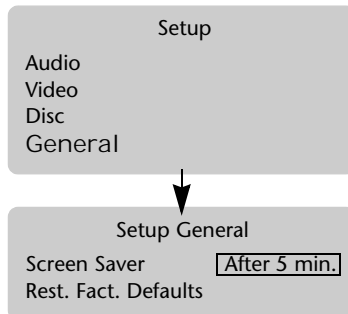 Setup
Audio
Video
Disc
General
Setup General
Screen Saver After 5 min.
Rest. Fact. Defaults